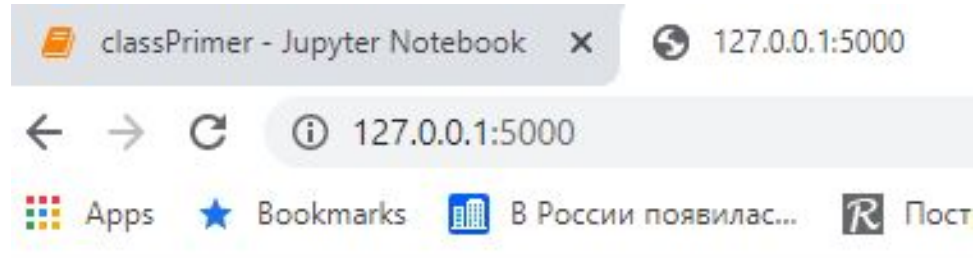 classPrimer - Jupyter Notebook 127.0.0.1:5000
127.0.0.1:5000
Apps Bookmarks В России появилас... R Пост